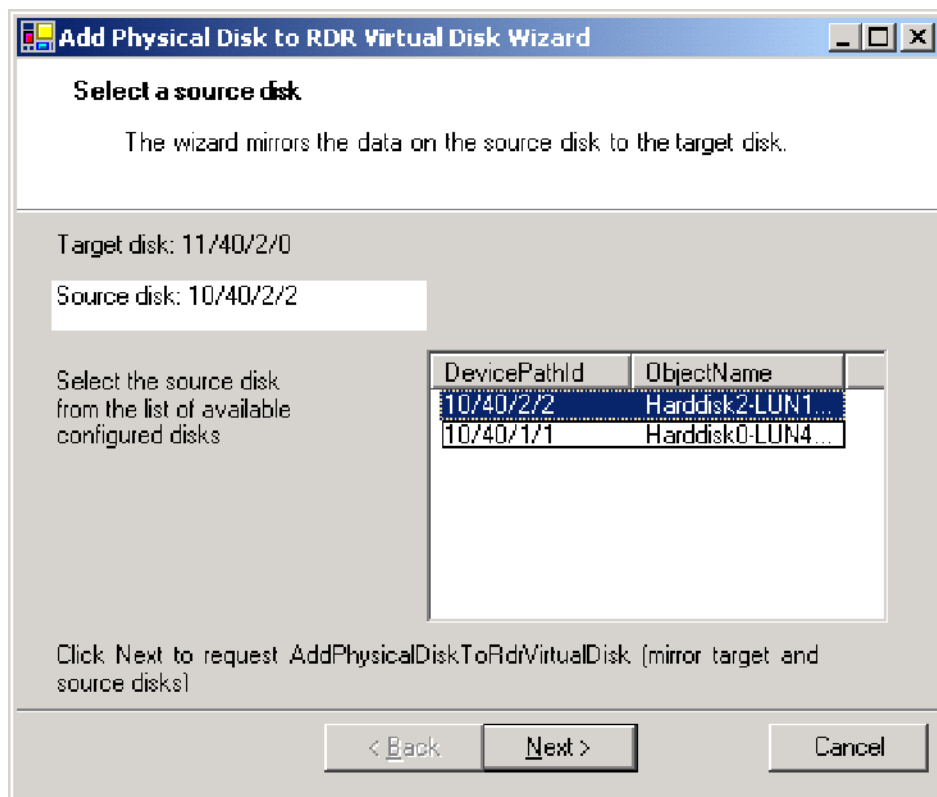 Add Physical Disk to RDR Virtual Disk Wizard
Select a source disk
The wizard mirrors the data on the source disk to the target disk.
Target disk: 11/40/2/0
Source disk: 10/40/2/2
Select the source disk
from the list of available
configured disks
DevicePathId ObjectName
10/40/2/2 Harddisk2-LUN1...
10/40/1/1 Harddisk0-LUN4...
Click Next to request AddPhysicalDiskToRdrVirtualDisk (mirror target and
source disks)
< Back Next > Cancel